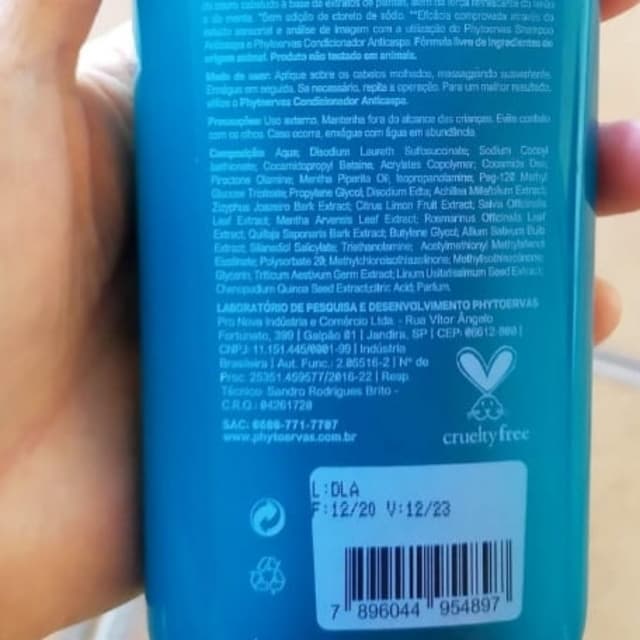 do couro cabeludo à base de extratos de plantas, além da força refrescante do limão
e da menta. *Sem adição de cloreto de sódio. **Eficácia comprovada através da
sensorial e análise de imagem com a utilização do Phytoervas Shampoo
Anticaspa e Phytoervas Condicionador Anticaspa. Fórmula livre de ingredientes de
origem animal. Produto não testado em animais.
Modo de usar: Aplique sobre os cabelos molhados, massageando suavemente.
Enxágue em seguida. Se necessário, repita a operação. Para um melhor resultado,
utilize o Phytoervas Condicionador Anticaspa.
Precauções: Uso externo. Mantenha fora do alcance das crianças. Evite contato
com os olhos. Caso ocorra, enxágue com água em abundância.
Composição: Aqua, Disodium Laureth Sulfosuccinate, Sodium Cocoyl
Isethionate, Cocamidopropyl Betaine, Acrylates Copolymer, Cocamide Dea,
Piroctone Olamine, Mentha Piperita Oil, Isopropanolamine, Peg-120 Methyl
Glucose Trioleate, Propylene Glycol, Disodium Edta, Achillea Millefolium Extract,
Zizyphus Joazeiro Bark Extract, Citrus Limon Fruit Extract, Salvia Officinalis
Leaf Extract, Mentha Arvensis Leaf Extract, Rosmarinus Officinalis Leaf
Extract, Quillaja Saponaria Bark Extract, Butylene Glycol, Allium Sativum Bulb
Extract, Silanediol Salicylate, Triethanolamine,
Polysorbate 20, Methylchloroisothiazolinone, Methylisothiazolinone,
Glycerin, Triticum Aestivum Germ Extract, Linum Usitatissimum Seed Extract,
Chenopodium Quinoa Seed Extract,citric Acid, Parfum.
LABORATÓRIO DE PESQUISA E DESENVOLVIMENTO PHYTOERVAS
Pro Nova Indústria e Comércio Ltda. - Rua Vitor Ângelo
Fortunato, 399 | Galpão 01 | Jandira, SP | CEP: 06612-800 |
CNPJ: 11.151.445/0001-99 | Indústria
Brasileira | Aut. Func.: 2.06516-2 | Nº do
Proc. 25351.459577/2016-22 | Resp.
Técnico: Sandro Rodrigues Brito -
C.R.Q.: 04261720
SAC: 0800-771-7707
www.phytoervas.com.br
crueltyfree
L:DLA
F:12/20 V:12/23
7 896044 954897